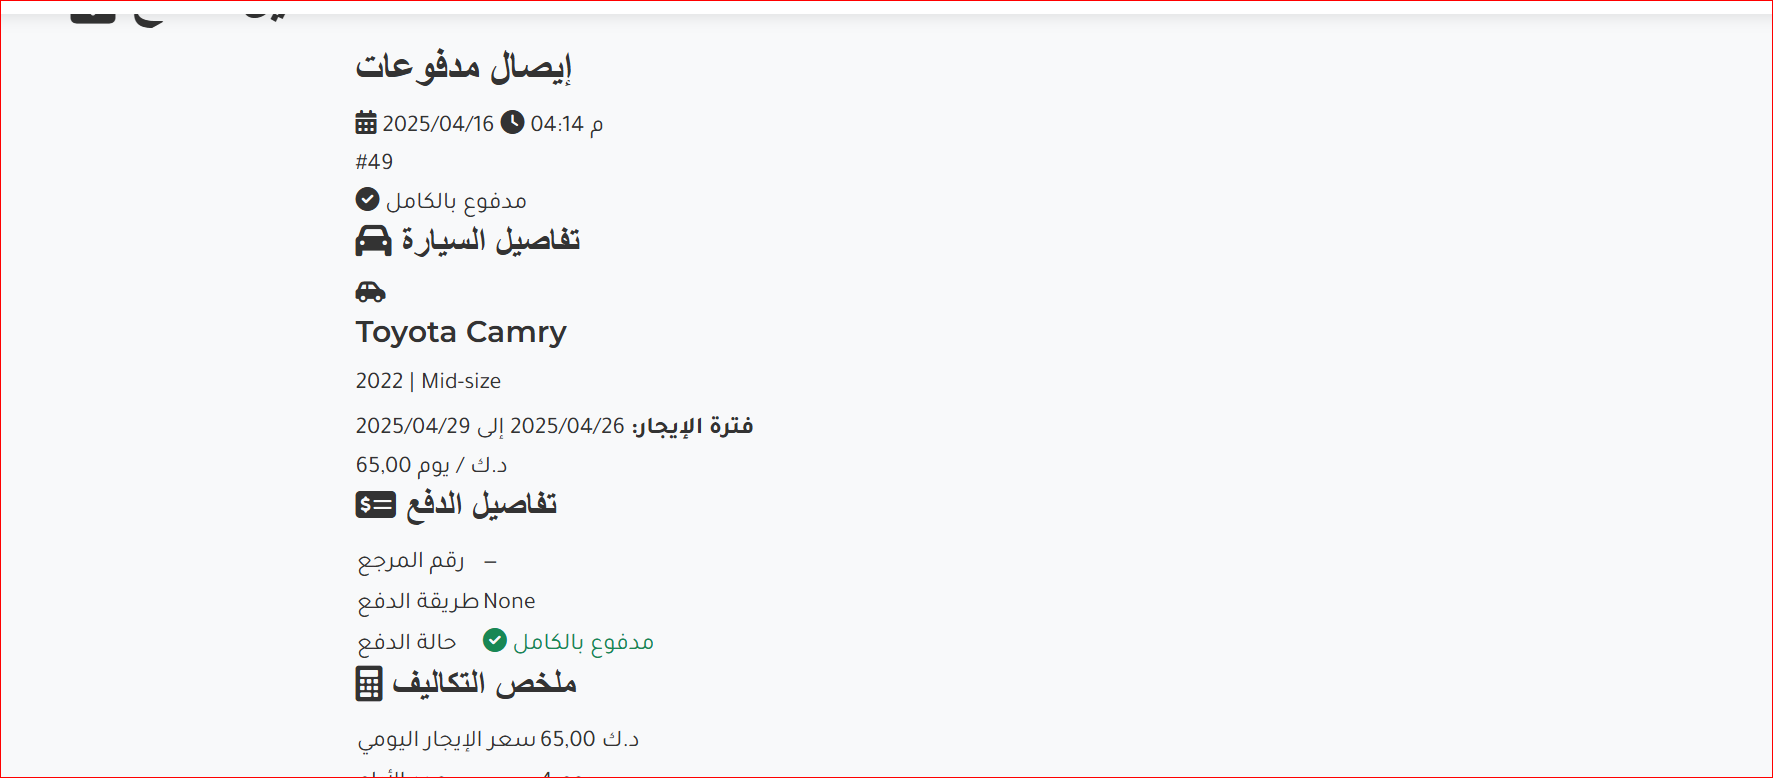 إيصال مدفوعات
2025/04/16 04:14 م
#49
مدفوع بالكامل
تفاصيل السيارة
Toyota Camry
2022 | Mid-size
فترة الإيجار: 2025/04/26 إلى 2025/04/29
65,00 د.ك / يوم
تفاصيل الدفع
رقم المرجع –
طريقة الدفع None
حالة الدفع مدفوع بالكامل
ملخص التكاليف
سعر الإيجار اليومي 65,00 د.ك